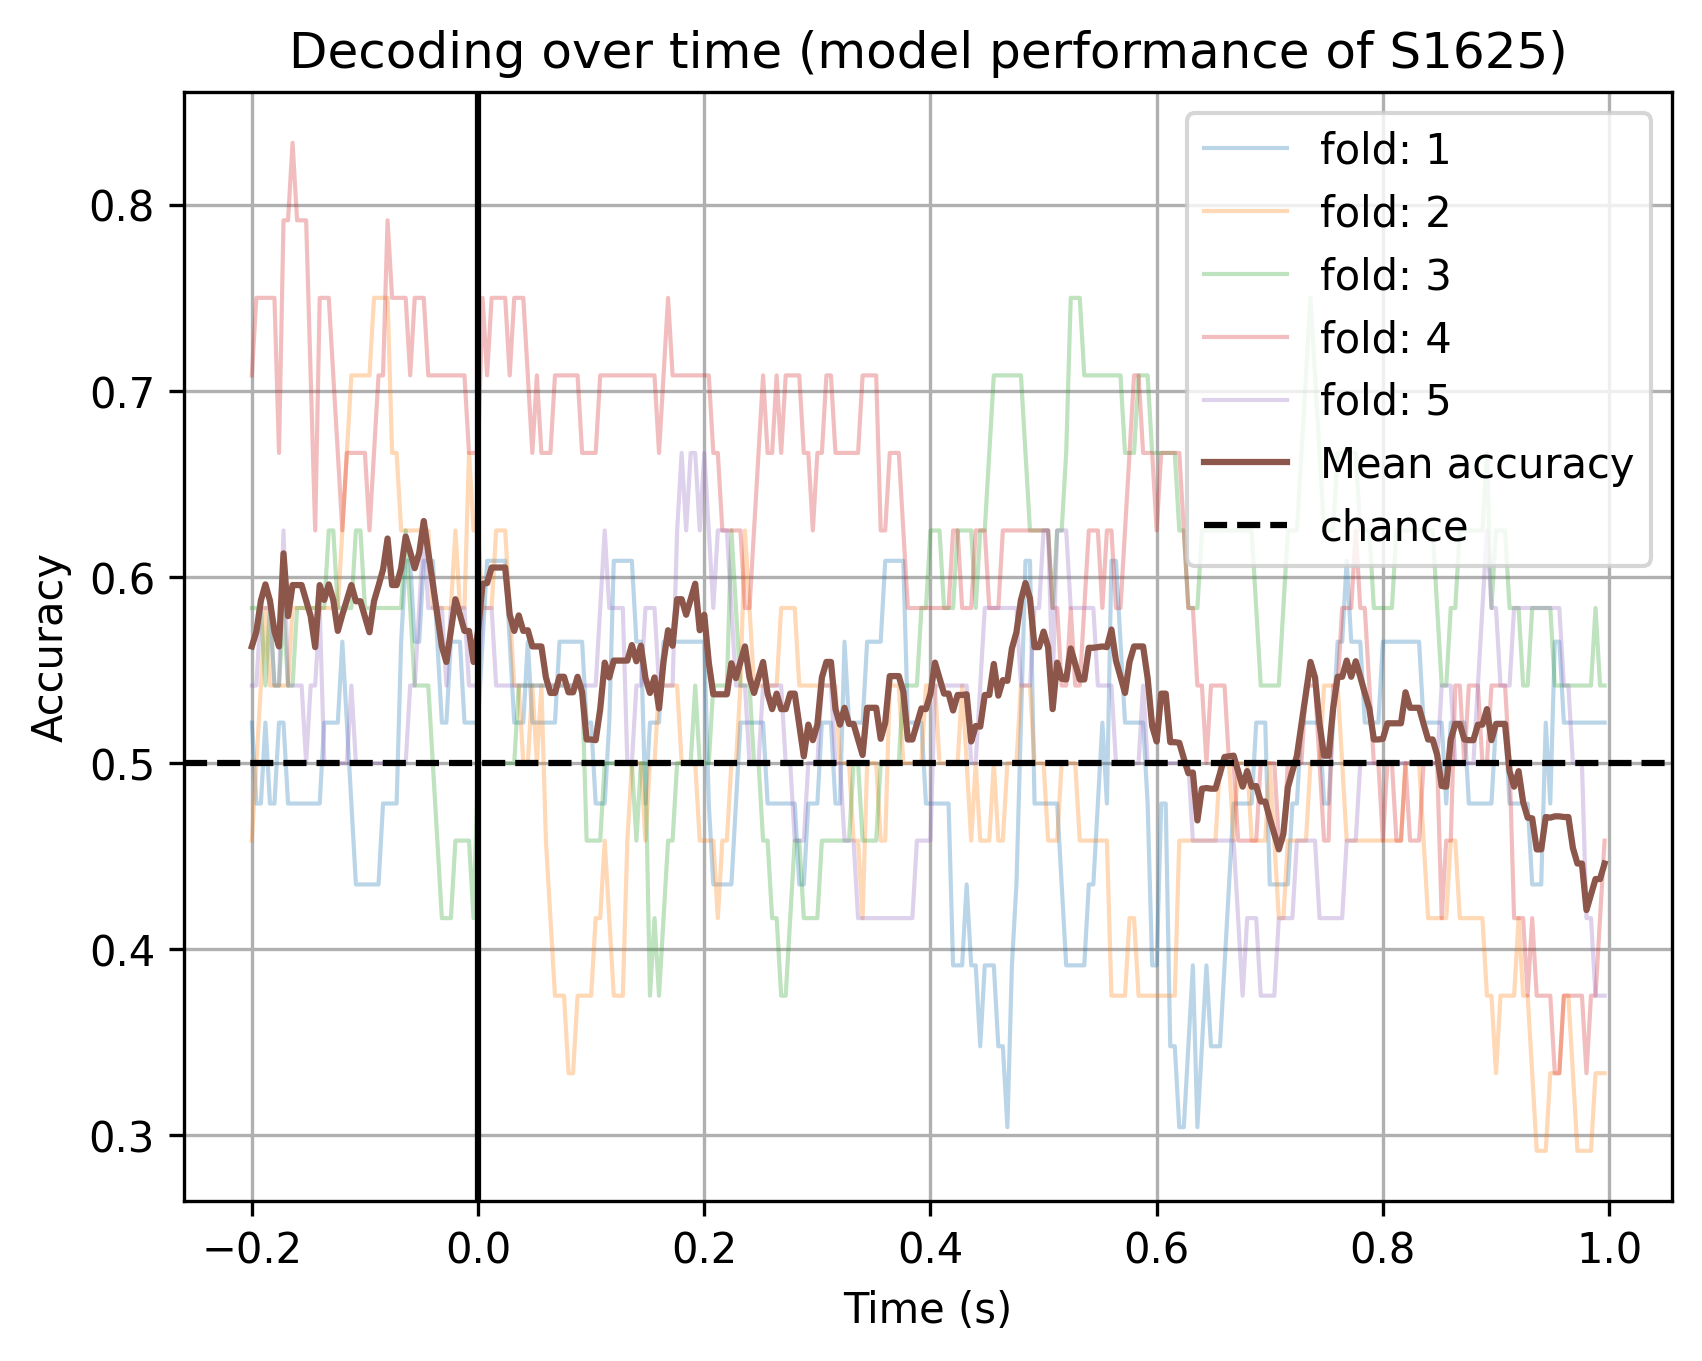 Decoding over time (model performance of S1625)
Accuracy
0.8
0.7
0.6
0.5
0.4
0.3
fold: 1
fold: 2
fold: 3
fold: 4
fold: 5
Mean accuracy
chance
−0.2 0.0 0.2 0.4 0.6 0.8 1.0
Time (s)